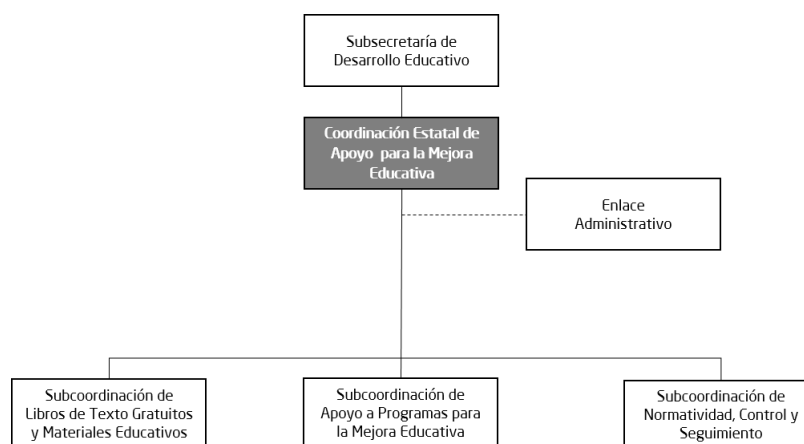 Subsecretaría de
Desarrollo Educativo
Coordinación Estatal de
Apoyo para la Mejora
Educativa
Enlace
Administrativo
Subcoordinación de
Libros de Texto Gratuitos
y Materiales Educativos
Subcoordinación de
Apoyo a Programas para
la Mejora Educativa
Subcoordinación de
Normatividad, Control y
Seguimiento